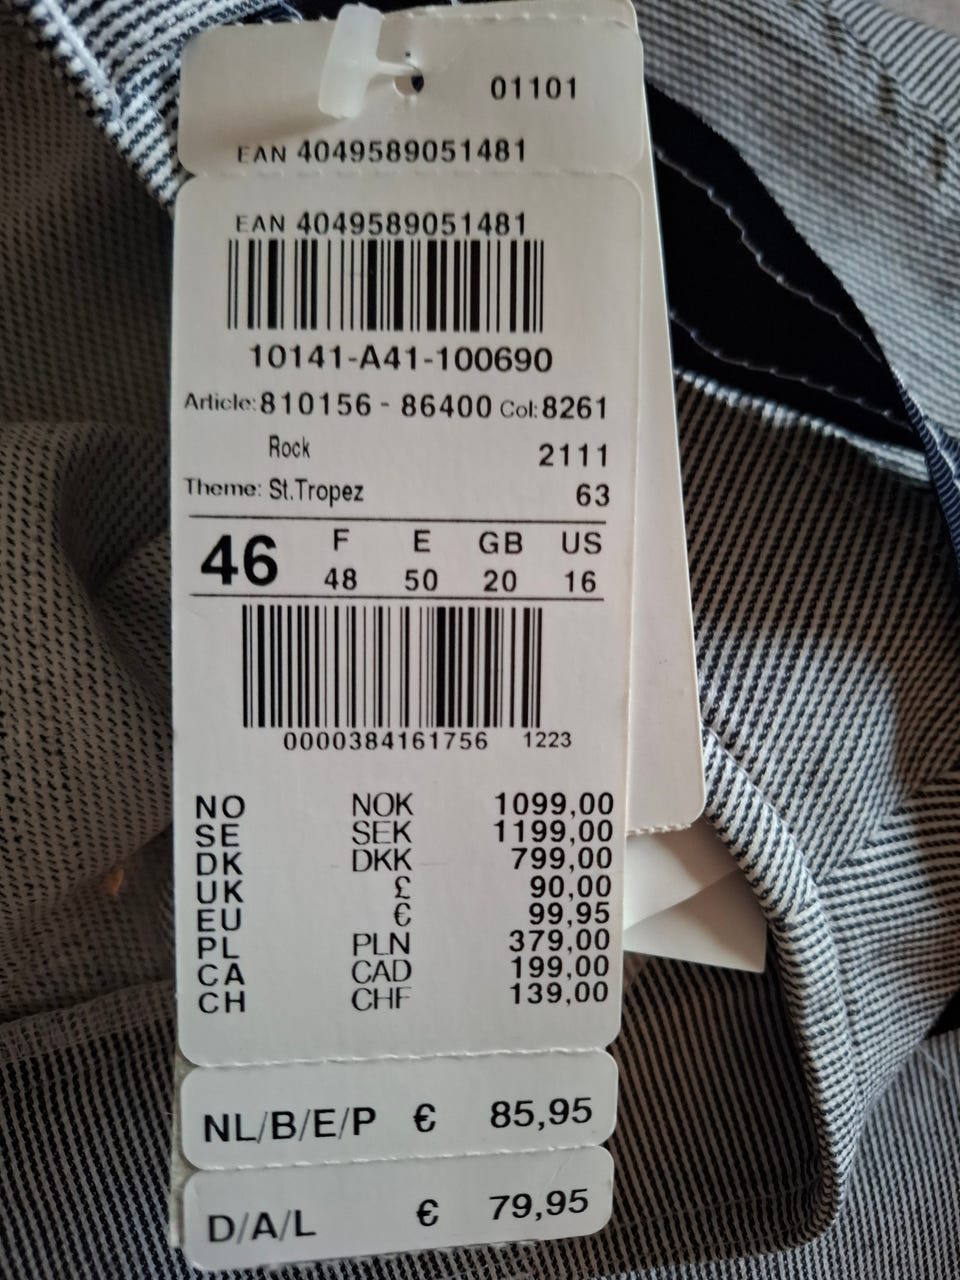 01101
EAN 4049589051481
EAN 4049589051481
10141-A41-100690
Article: 810156 - 86400 Col: 8261
Rock 2111
Theme: St.Tropez 63
46 F E GB US
48 50 20 16
0000384161756 1223
NO NOK 1099,00
SE SEK 1199,00
DK DKK 799,00
UK £ 90,00
EU € 99,95
PL PLN 379,00
CA CAD 199,00
CH CHF 139,00
NL/B/E/P € 85,95
D/A/L € 79,95